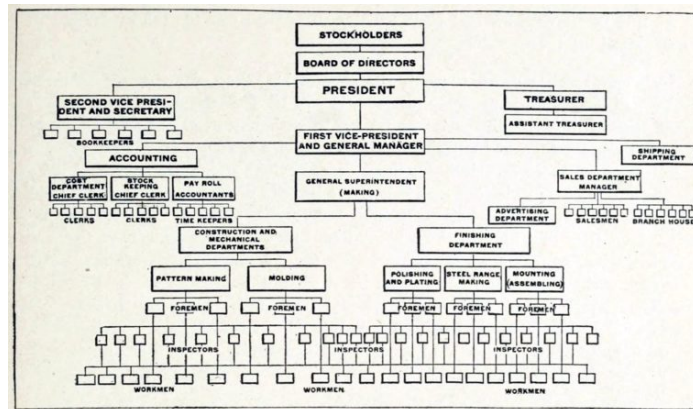 STOCKHOLDERS
BOARD OF DIRECTORS
PRESIDENT
SECOND VICE PRESI-
DENT AND SECRETARY
TREASURER
BOOKKEEPERS
ASSISTANT TREASURER
FIRST VICE-PRESIDENT
AND GENERAL MANAGER
ACCOUNTING
SHIPPING
DEPARTMENT
COST
DEPARTMENT
CHIEF CLERK
STOCK
KEEPING
CHIEF CLERK
PAY ROLL
ACCOUNTANTS
GENERAL SUPERINTENDENT
(MAKING)
SALES DEPARTMENT
MANAGER
CLERKS
CLERKS
TIME KEEPERS
ADVERTISING
DEPARTMENT
SALESMEN
BRANCH HOUSE
CONSTRUCTION AND
MECHANICAL
DEPARTMENTS
FINISHING
DEPARTMENT
PATTERN MAKING
MOLDING
POLISHING
AND PLATING
STEEL RANGE
MAKING
MOUNTING
(ASSEMBLING)
FOREMEN
FOREMEN
FOREMEN
FOREMEN
FOREMEN
INSPECTORS
INSPECTORS
INSPECTORS
WORKMEN
WORKMEN
WORKMEN